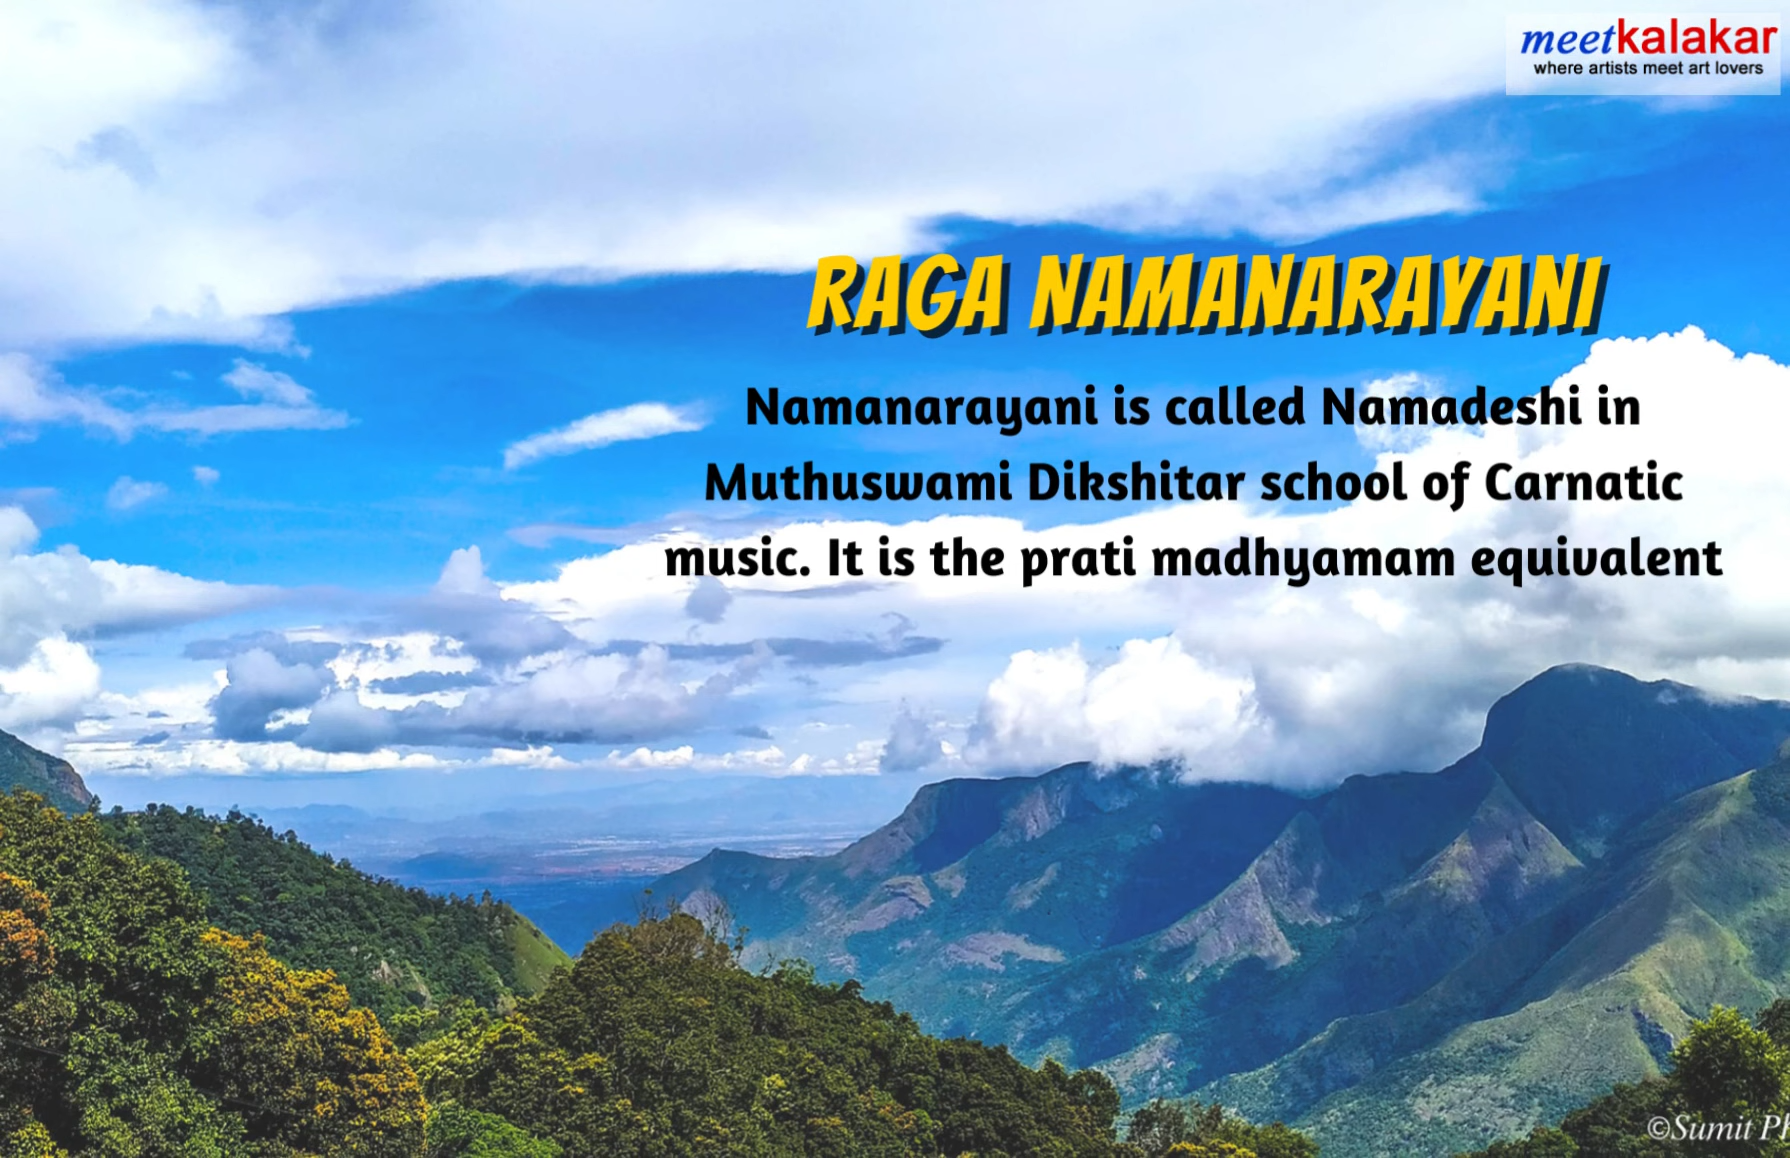 meetkalakar
where artists meet art lovers
RAGA NAMANARAYANI
Namanarayani is called Namadeshi in
Muthuswami Dikshitar school of Carnatic
music. It is the prati madhyamam equivalent
©Sumit